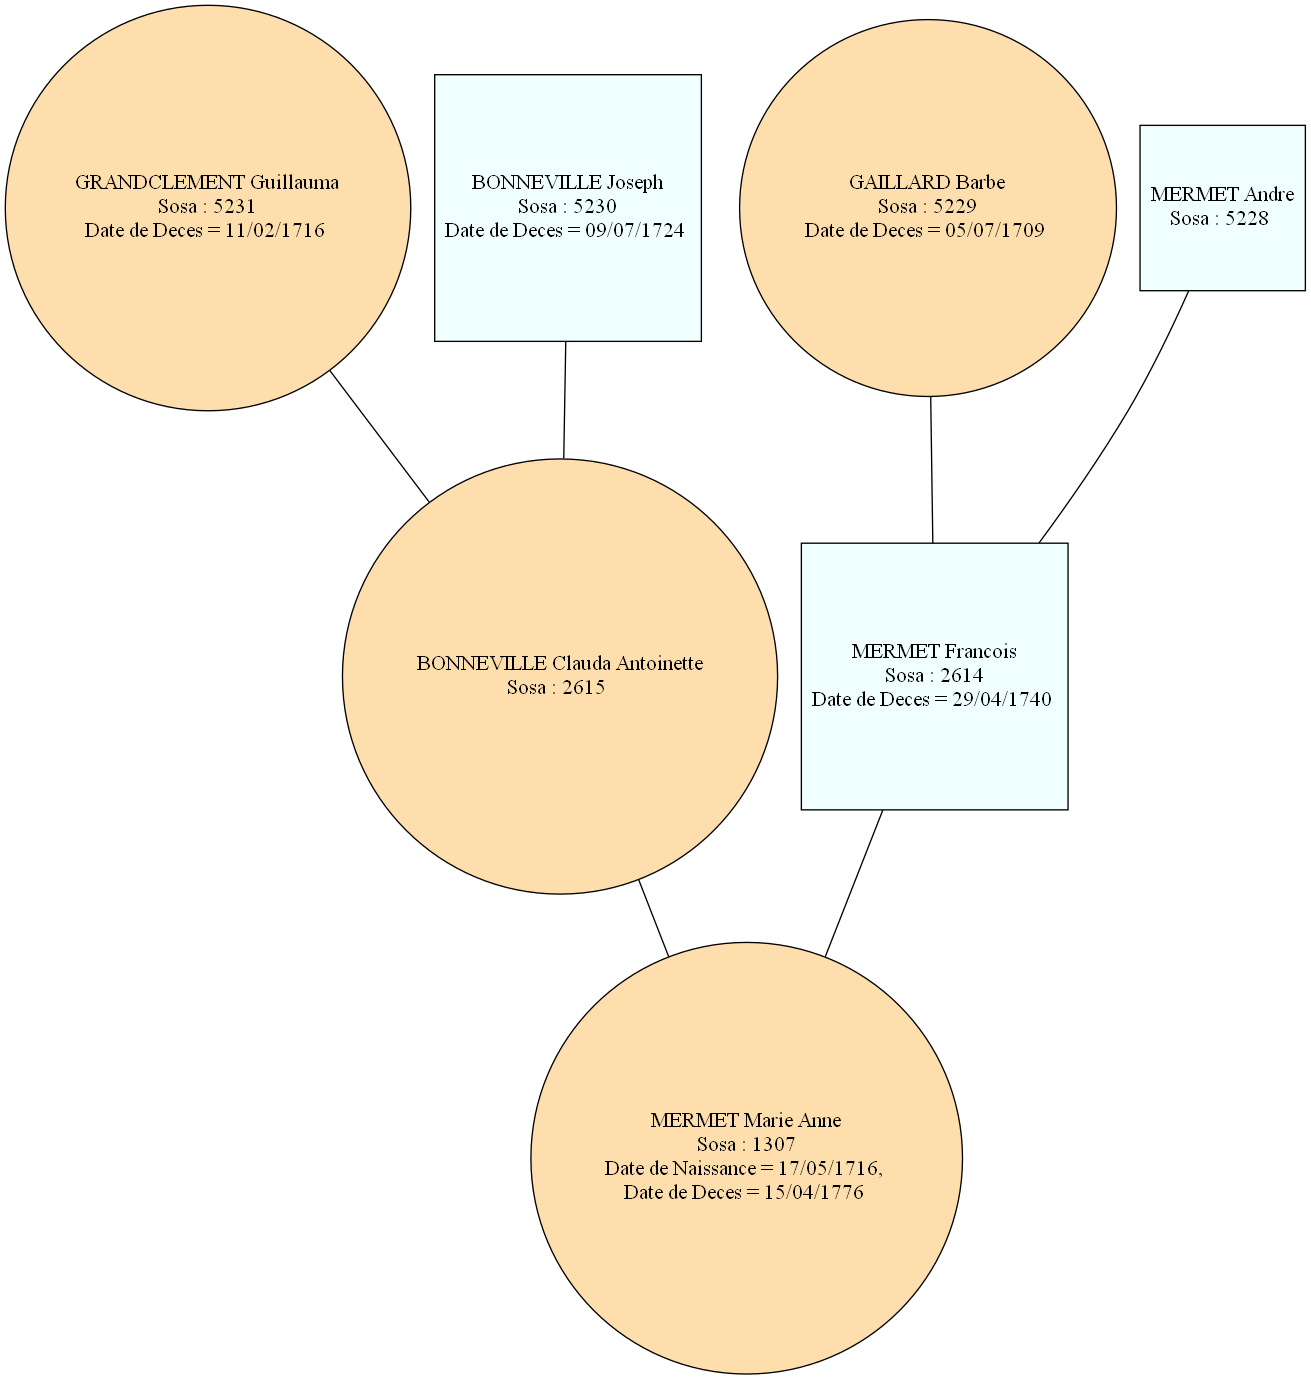 GRANDCLEMENT Guillauma
Sosa : 5231
Date de Deces = 11/02/1716
BONNEVILLE Joseph
Sosa : 5230
Date de Deces = 09/07/1724
GAILLARD Barbe
Sosa : 5229
Date de Deces = 05/07/1709
MERMET Andre
Sosa : 5228
BONNEVILLE Clauda Antoinette
Sosa : 2615
MERMET Francois
Sosa : 2614
Date de Deces = 29/04/1740
MERMET Marie Anne
Sosa : 1307
Date de Naissance = 17/05/1716,
Date de Deces = 15/04/1776